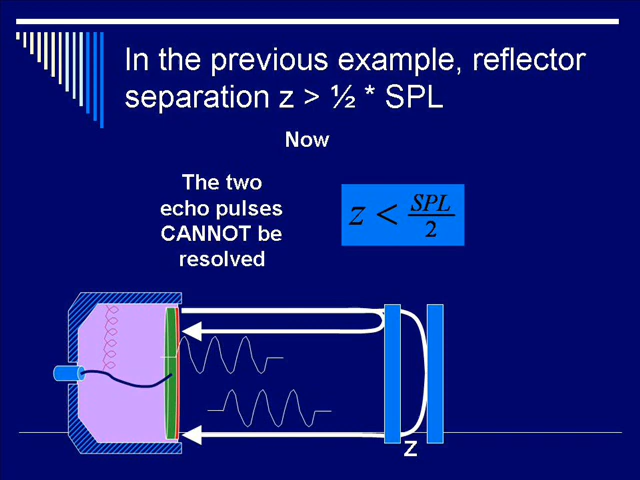 In the previous example, reflector
separation z > ½ * SPL
Now
The two
echo pulses
CANNOT be
resolved
z < SPL/2
Z